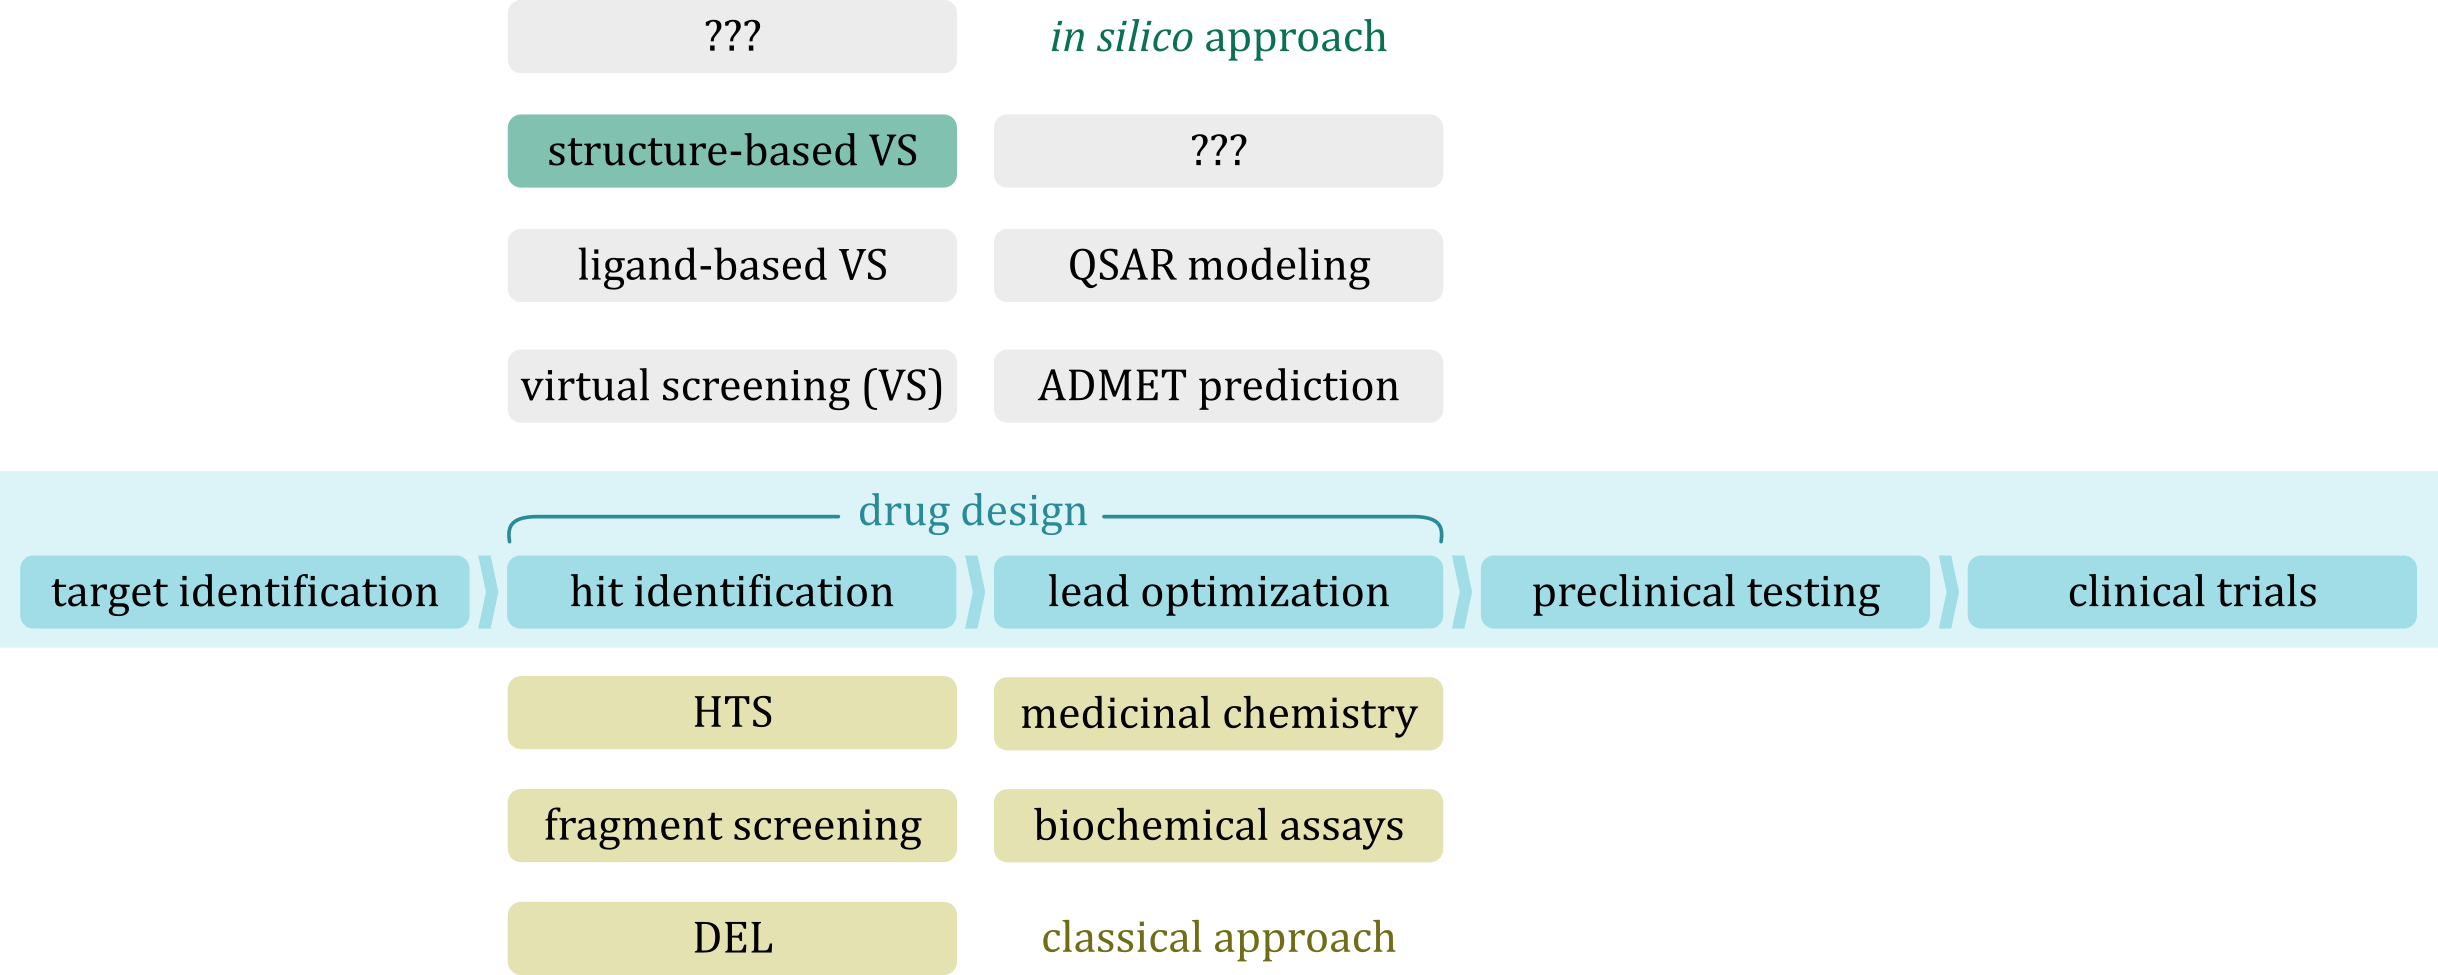 ??? in silico approach
structure-based VS ???
ligand-based VS QSAR modeling
virtual screening (VS) ADMET prediction
drug design
target identification hit identification lead optimization preclinical testing clinical trials
HTS medicinal chemistry
fragment screening biochemical assays
DEL classical approach